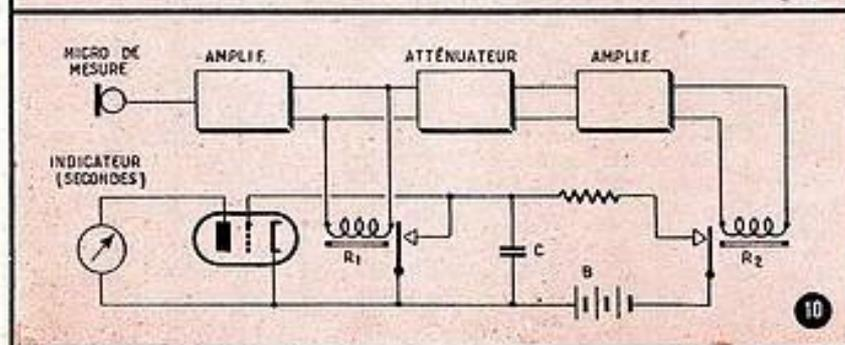 MICRO DE
MESURE
AMPLIF.
ATTÉNUATEUR
AMPLIF.
INDICATEUR
(SECONDES)
R1
C
B
R2
10